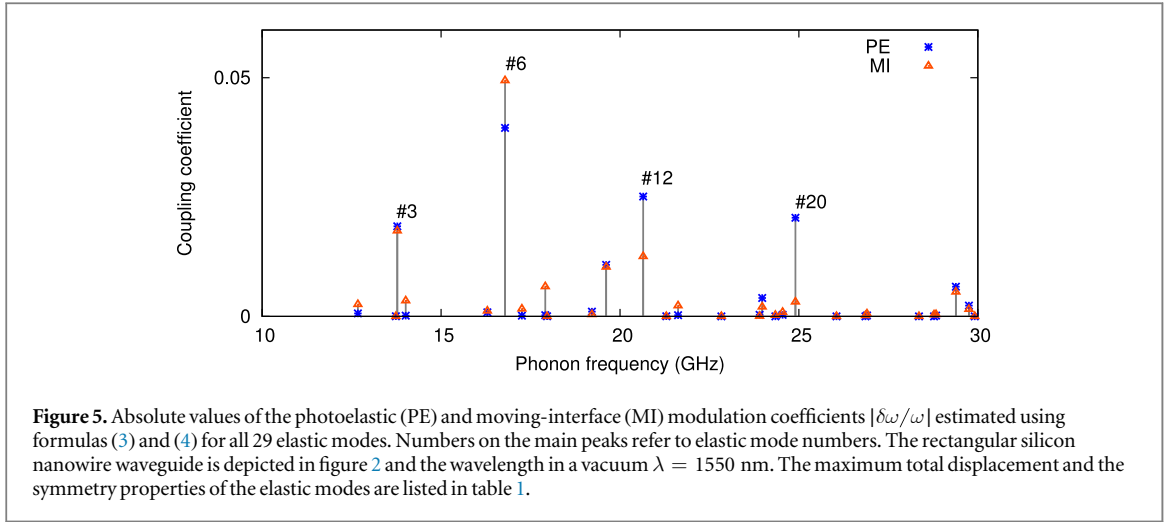 PE
MI
#6
0.05
#12
#3
#20
Coupling coefficient
0
10
15
20
25
30
Phonon frequency (GHz)
Figure 5. Absolute values of the photoelastic (PE) and moving-interface (MI) modulation coefficients |δω/ω| estimated using
formulas (3) and (4) for all 29 elastic modes. Numbers on the main peaks refer to elastic mode numbers. The rectangular silicon
nanowire waveguide is depicted in figure 2 and the wavelength in a vacuum λ = 1550 nm. The maximum total displacement and the
symmetry properties of the elastic modes are listed in table 1.